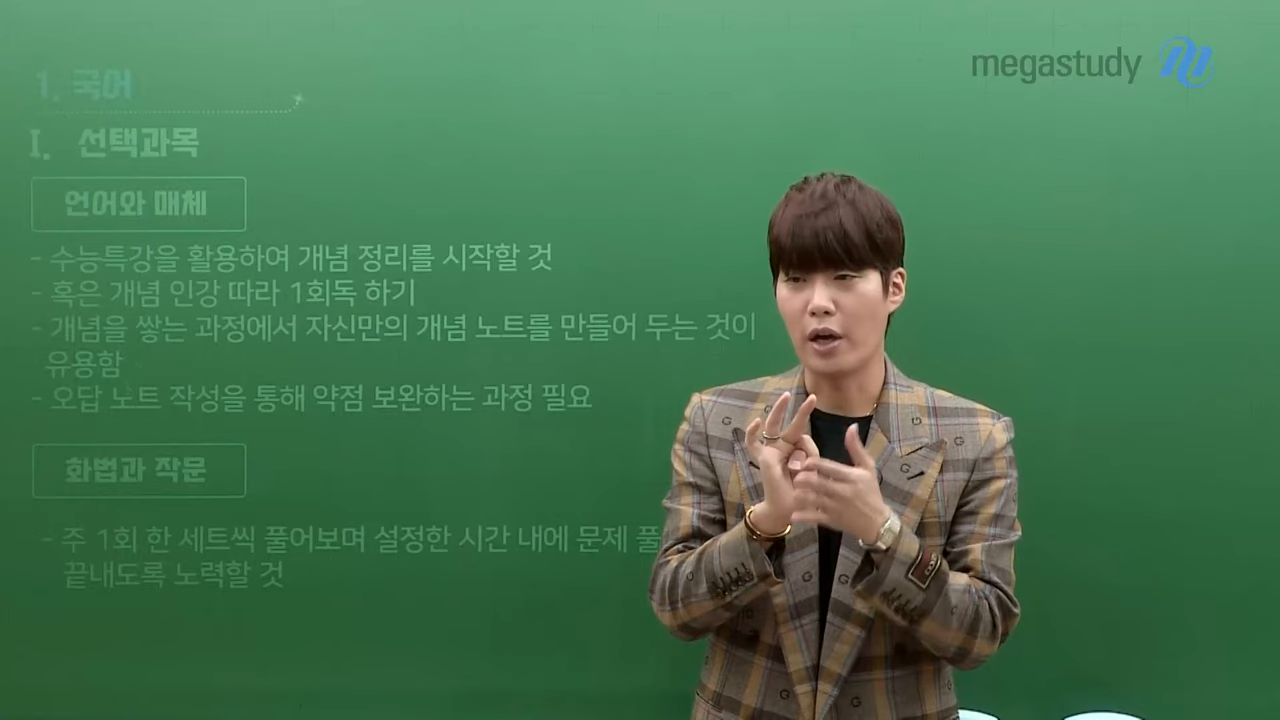 megastudy
1. 국어
I. 선택과목
언어와 매체
- 수능특강을 활용하여 개념 정리를 시작할 것
- 혹은 개념 인강 따라 1회독 하기
- 개념을 쌓는 과정에서 자신만의 개념 노트를 만들어 두는 것이
유용함
- 오답 노트 작성을 통해 약점 보완하는 과정 필요
화법과 작문
- 주 1회 한 세트씩 풀어보며 설정한 시간 내에 문제 풀
끝내도록 노력할 것